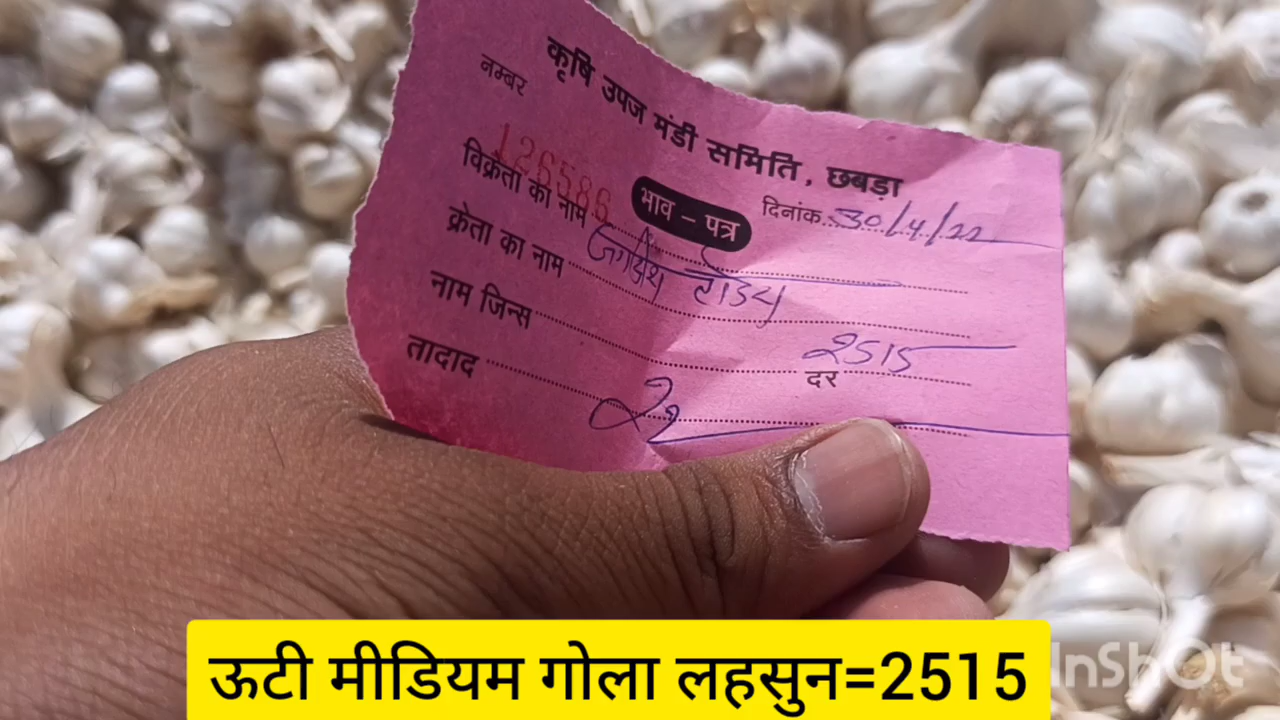 कृषि उपज मंडी समिति, छबड़ा
नम्बर 126586
भाव - पत्र
दिनांक 30/4/22
विक्रेता का नाम
क्रेता का नाम
नाम जिन्स
दर 2515
तादाद
ऊटी मीडियम गोला लहसुन=2515
InShOt